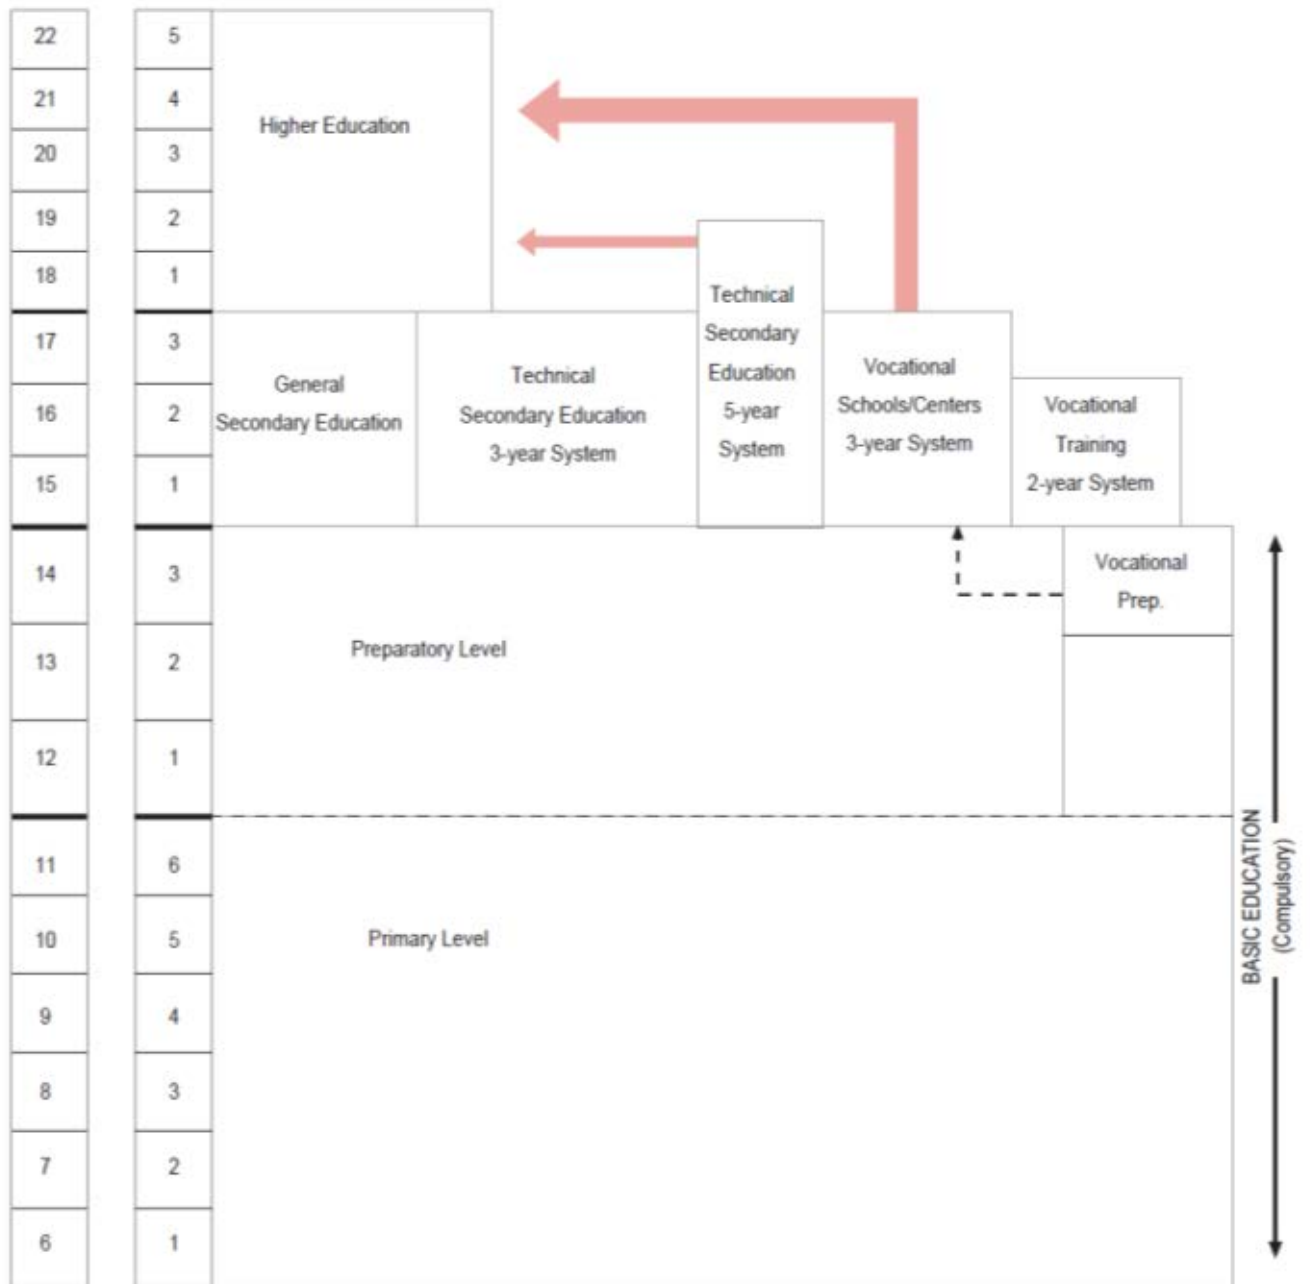 22 5
21 4
Higher Education
20 3
19 2
18 1
17 3
16 2
15 1
General
Secondary Education
Technical
Secondary Education
3-year System
Technical
Secondary
Education
5-year
System
Vocational
Schools/Centers
3-year System
Vocational
Training
2-year System
14 3
Vocational
Prep.
13 2
Preparatory Level
12 1
11 6
10 5
Primary Level
9 4
8 3
7 2
6 1
BASIC EDUCATION
(Compulsory)